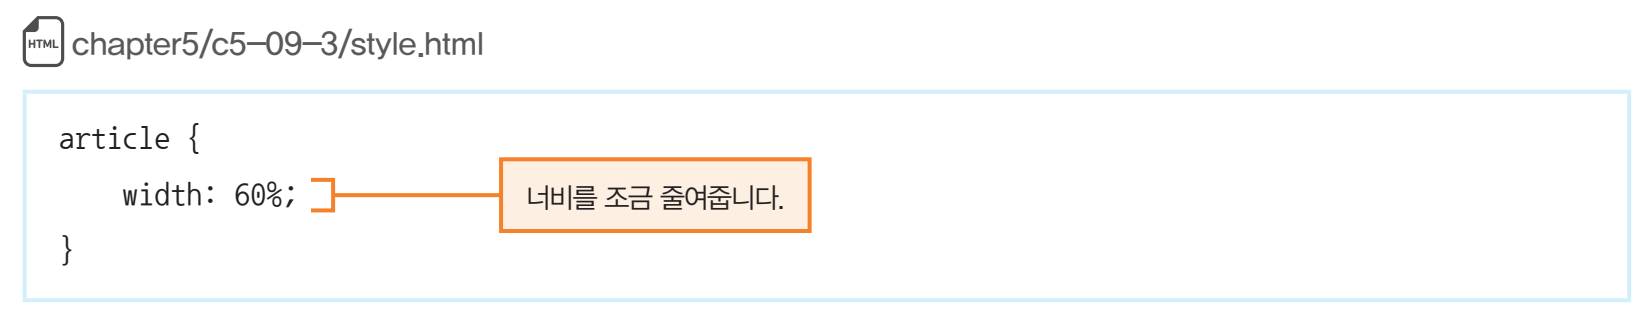 HTML chapter5/c5-09-3/style.html
article {
width: 60%; 너비를 조금 줄여줍니다.
}